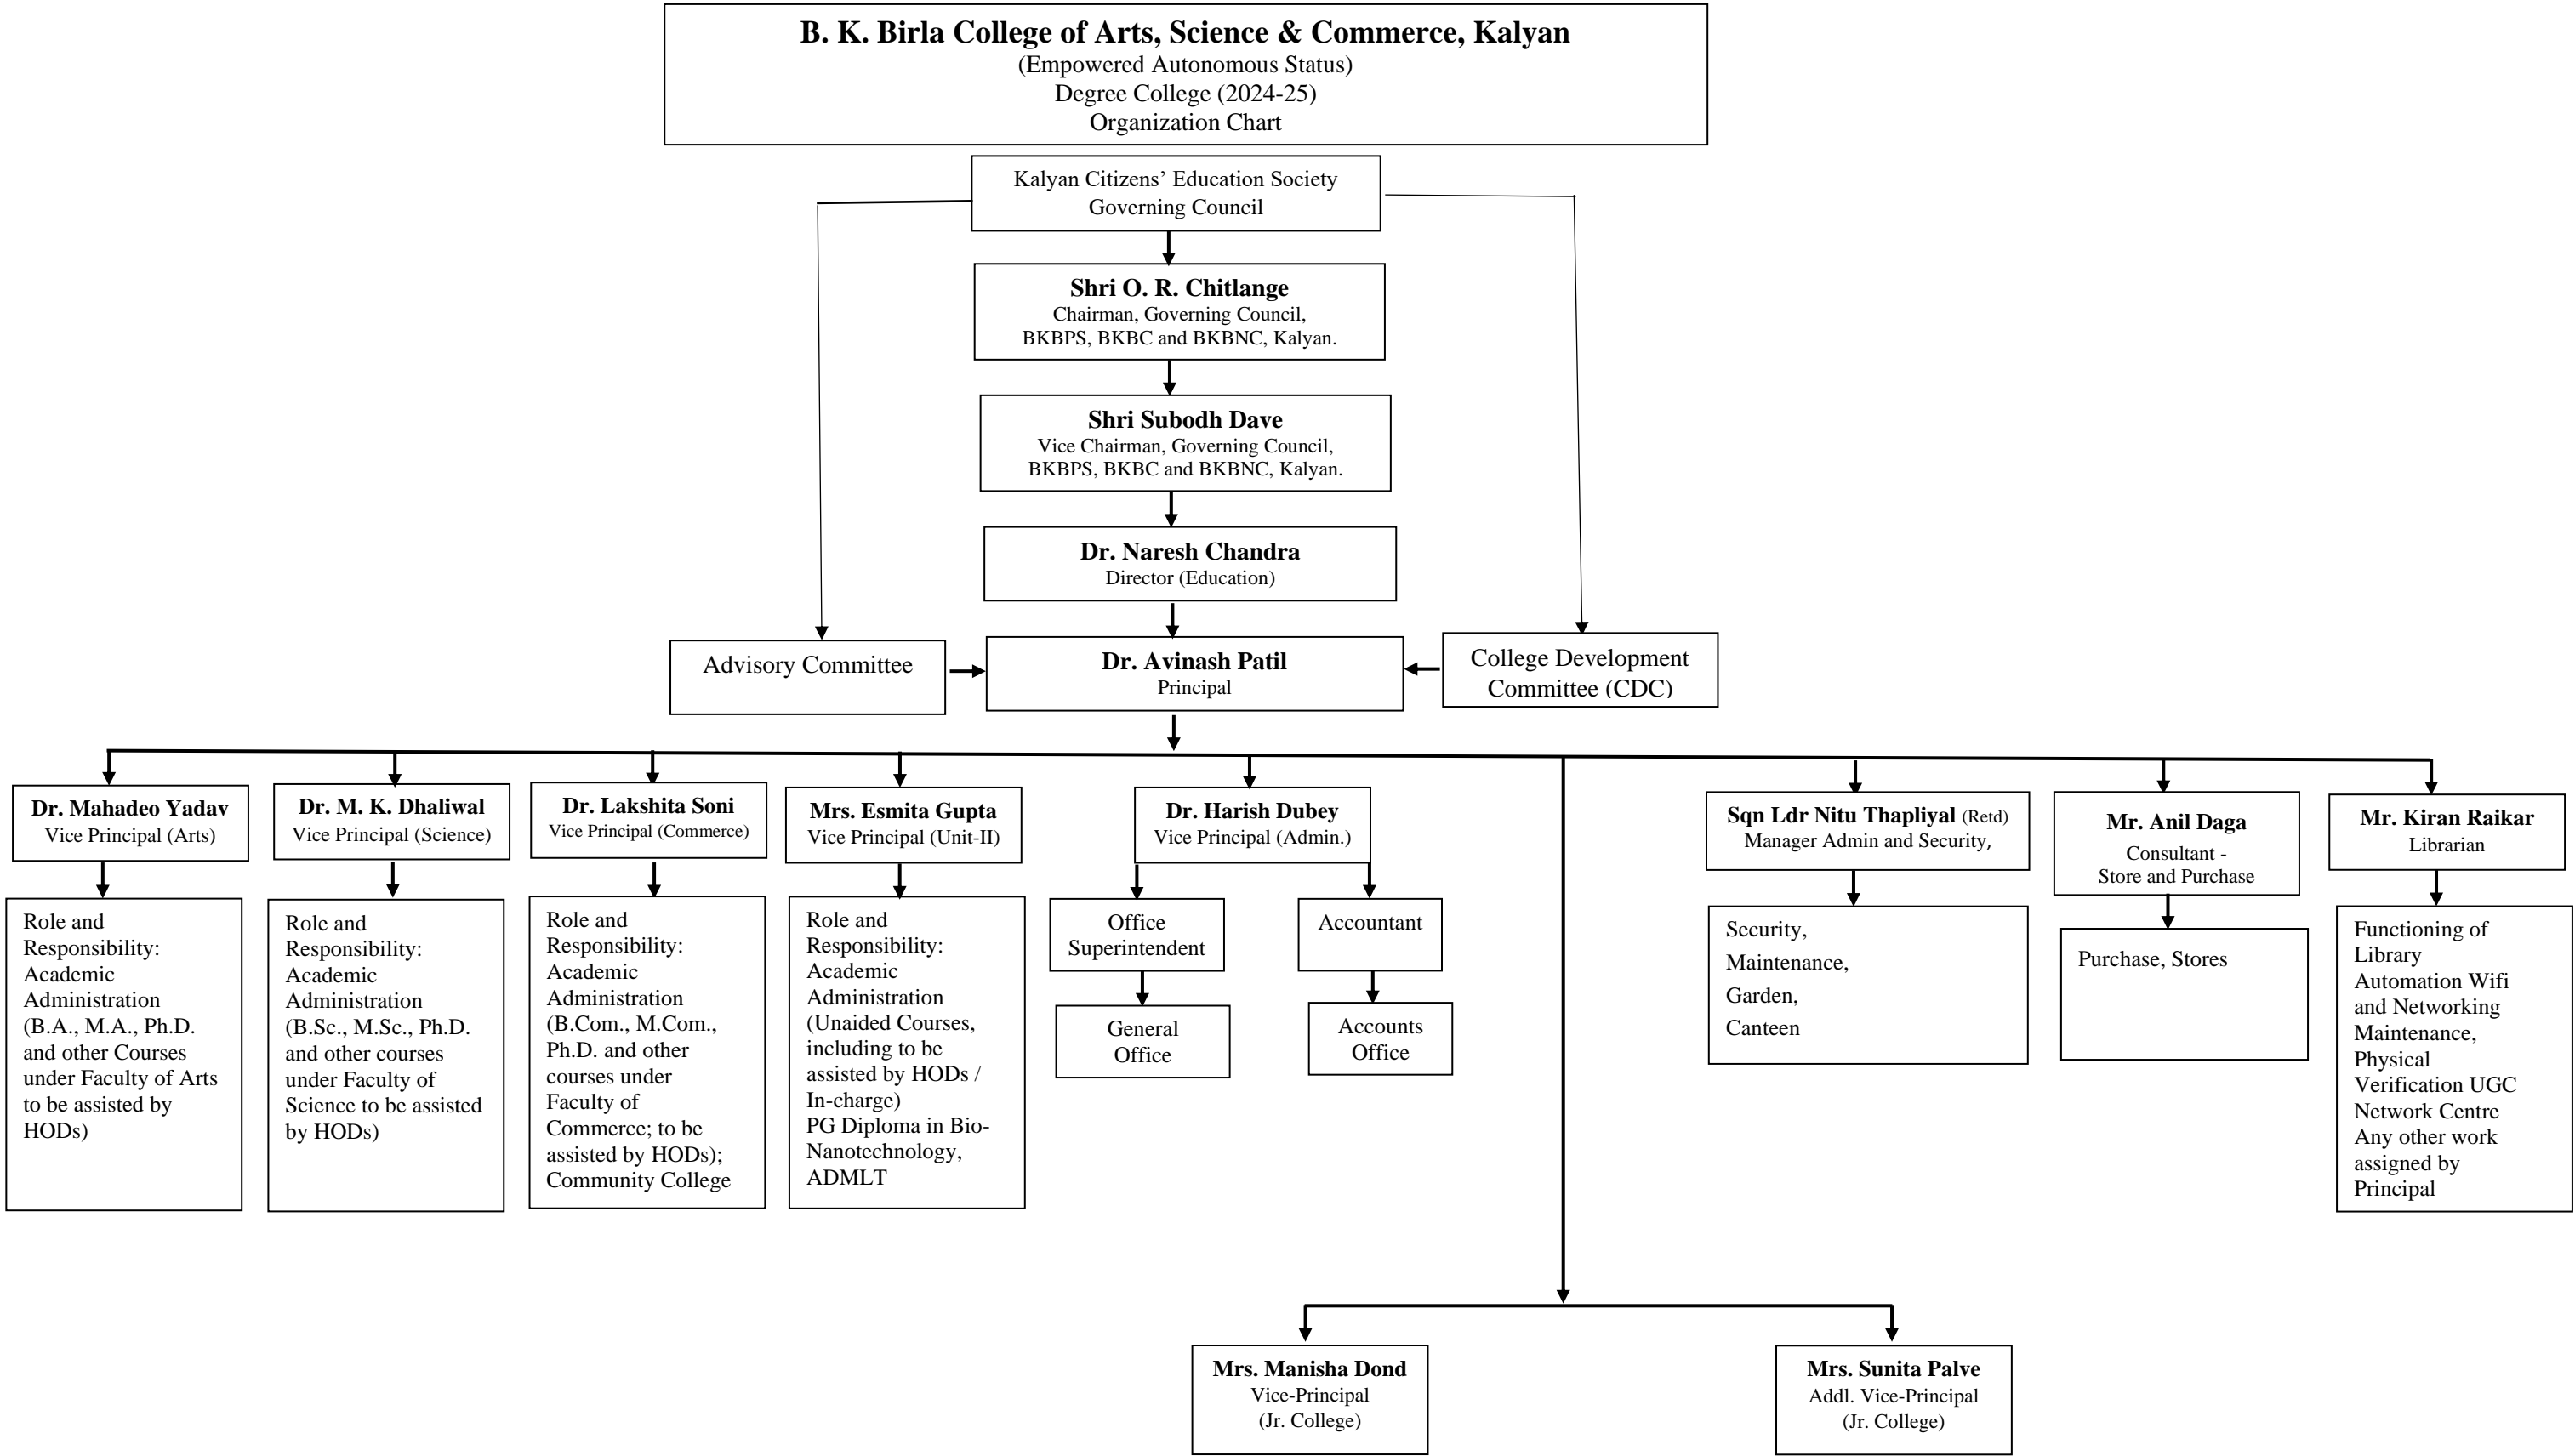 B. K. Birla College of Arts, Science & Commerce, Kalyan
(Empowered Autonomous Status)
Degree College (2024-25)
Organization Chart
Kalyan Citizens’ Education Society
Governing Council
Shri O. R. Chitlange
Chairman, Governing Council,
BKBPS, BKBC and BKBNC, Kalyan.
Shri Subodh Dave
Vice Chairman, Governing Council,
BKBPS, BKBC and BKBNC, Kalyan.
Dr. Naresh Chandra
Director (Education)
Advisory Committee
Dr. Avinash Patil
Principal
College Development
Committee (CDC)
Dr. Mahadeo Yadav
Vice Principal (Arts)
Dr. M. K. Dhaliwal
Vice Principal (Science)
Dr. Lakshita Soni
Vice Principal (Commerce)
Mrs. Esmita Gupta
Vice Principal (Unit-II)
Dr. Harish Dubey
Vice Principal (Admin.)
Sqn Ldr Nitu Thapliyal (Retd)
Manager Admin and Security,
Mr. Anil Daga
Consultant -
Store and Purchase
Mr. Kiran Raikar
Librarian
Role and
Responsibility:
Academic
Administration
(B.A., M.A., Ph.D.
and other Courses
under Faculty of Arts
to be assisted by
HODs)
Role and
Responsibility:
Academic
Administration
(B.Sc., M.Sc., Ph.D.
and other courses
under Faculty of
Science to be assisted
by HODs)
Role and
Responsibility:
Academic
Administration
(B.Com., M.Com.,
Ph.D. and other
courses under
Faculty of
Commerce; to be
assisted by HODs);
Community College
Role and
Responsibility:
Academic
Administration
(Unaided Courses,
including to be
assisted by HODs /
In-charge)
PG Diploma in Bio-
Nanotechnology,
ADMLT
Office
Superintendent
Accountant
General
Office
Accounts
Office
Security,
Maintenance,
Garden,
Canteen
Purchase, Stores
Functioning of
Library
Automation Wifi
and Networking
Maintenance,
Physical
Verification UGC
Network Centre
Any other work
assigned by
Principal
Mrs. Manisha Dond
Vice-Principal
(Jr. College)
Mrs. Sunita Palve
Addl. Vice-Principal
(Jr. College)